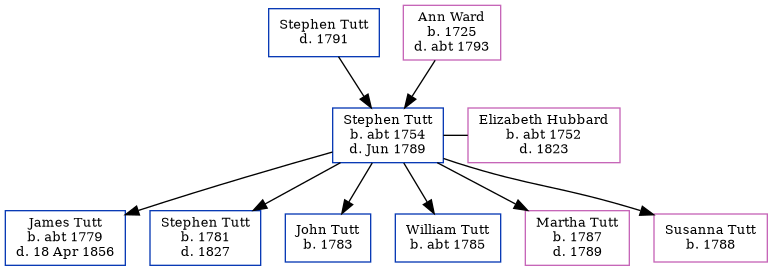 Stephen Tutt
d. 1791
Ann Ward
b. 1725
d. abt 1793
Stephen Tutt
b. abt 1754
d. Jun 1789
Elizabeth Hubbard
b. abt 1752
d. 1823
James Tutt
b. abt 1779
d. 18 Apr 1856
Stephen Tutt
b. 1781
d. 1827
John Tutt
b. 1783
William Tutt
b. abt 1785
Martha Tutt
b. 1787
d. 1789
Susanna Tutt
b. 1788